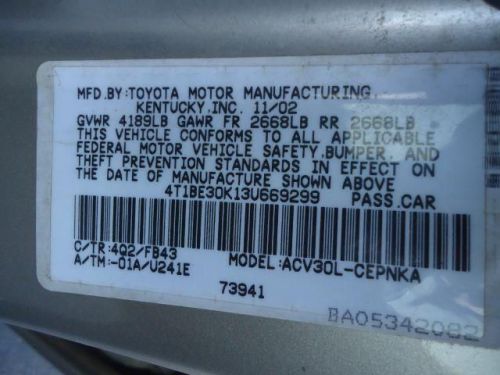 MFD.BY:TOYOTA MOTOR MANUFACTURING
KENTUCKY.INC. 11/02
GVWR 4189LB GAWR FR 2668LB RR 2668LB
THIS VEHICLE CONFORMS TO ALL APPLICABLE
FEDERAL MOTOR VEHICLE SAFETY,BUMPER, AND
THEFT PREVENTION STANDARDS IN EFFECT ON
THE DATE OF MANUFACTURE SHOWN ABOVE
4T1BE30K13U669299 PASS.CAR
C/TR:4Q2/FB43 MODEL:ACV30L-CEPNKA
A/TM:-01A/U241E
73941
BA05342082